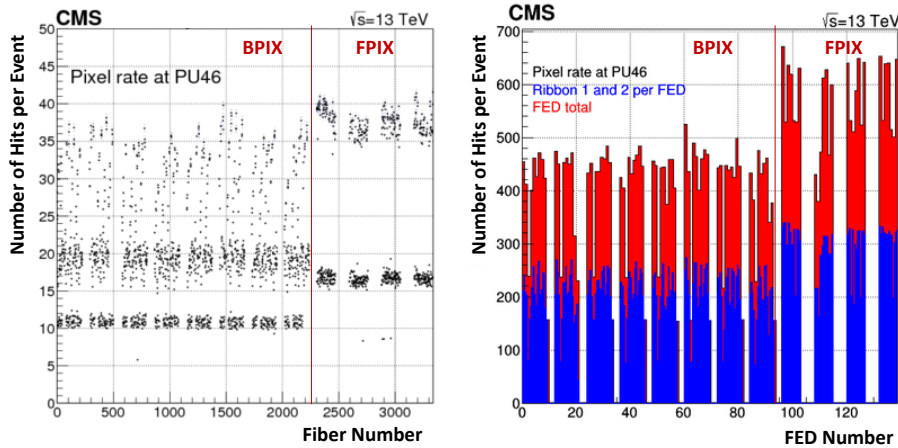 CMS
√s=13 TeV
Number of Hits per Event
50
45
40
35
30
25
20
15
10
5
0
BPIX
FPIX
Pixel rate at PU46
0
500
1000
1500
2000
2500
3000
Fiber Number
CMS
√s=13 TeV
Number of Hits per Event
700
600
500
400
300
200
100
0
BPIX
FPIX
Pixel rate at PU46
Ribbon 1 and 2 per FED
FED total
0
20
40
60
80
100
120
FED Number